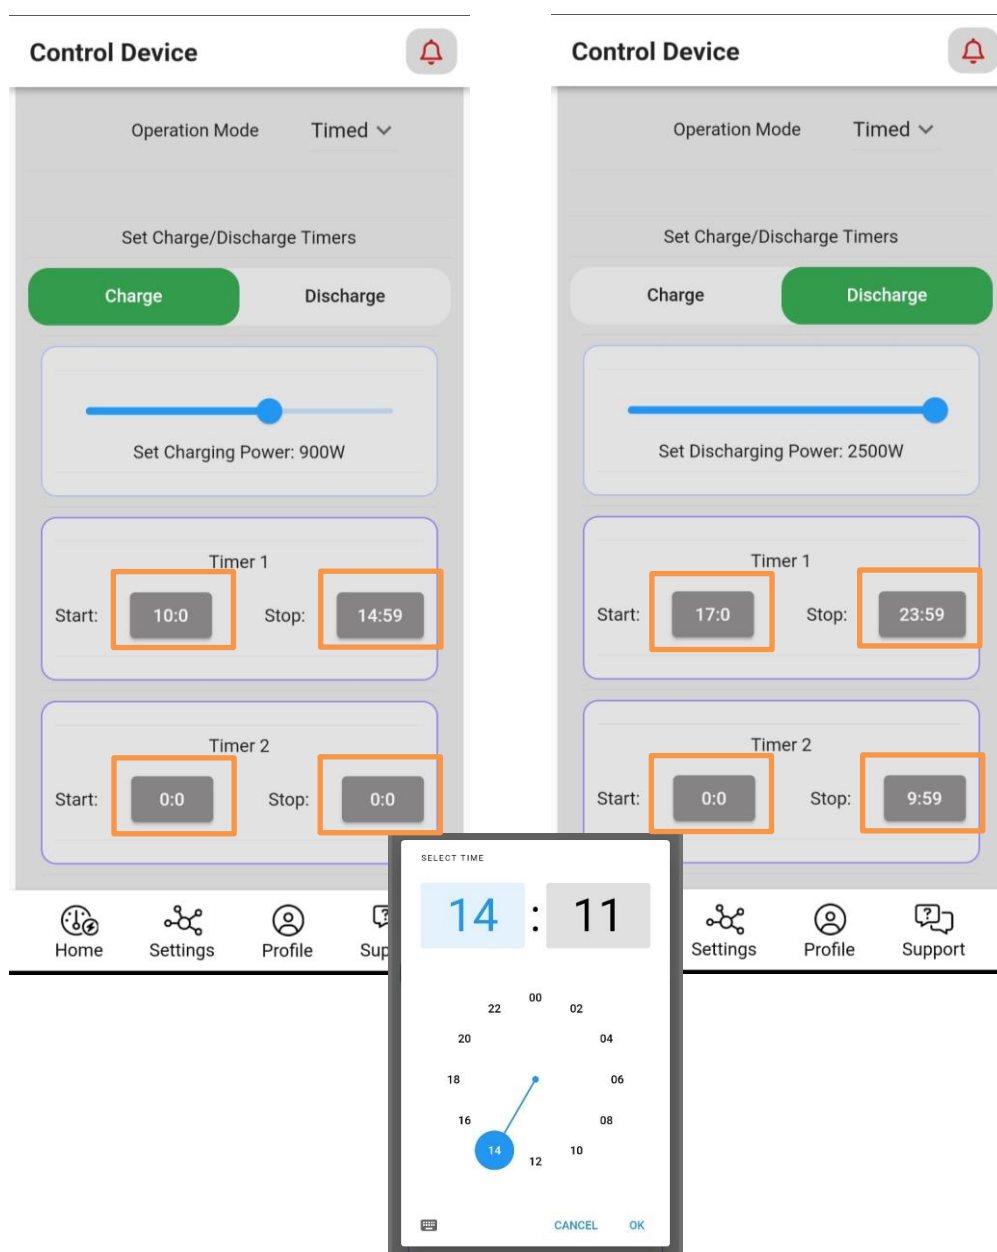 Control Device
Operation Mode Timed
Set Charge/Discharge Timers
Charge Discharge
Set Charging Power: 900W
Timer 1
Start: 10:0 Stop: 14:59
Timer 2
Start: 0:0 Stop: 0:0
Home Settings Profile Sup
Control Device
Operation Mode Timed
Set Charge/Discharge Timers
Charge Discharge
Set Discharging Power: 2500W
Timer 1
Start: 17:0 Stop: 23:59
Timer 2
Start: 0:0 Stop: 9:59
Settings Profile Support
SELECT TIME
14 : 11
00
22 02
20 04
18 06
16 08
14 10
12
CANCEL OK